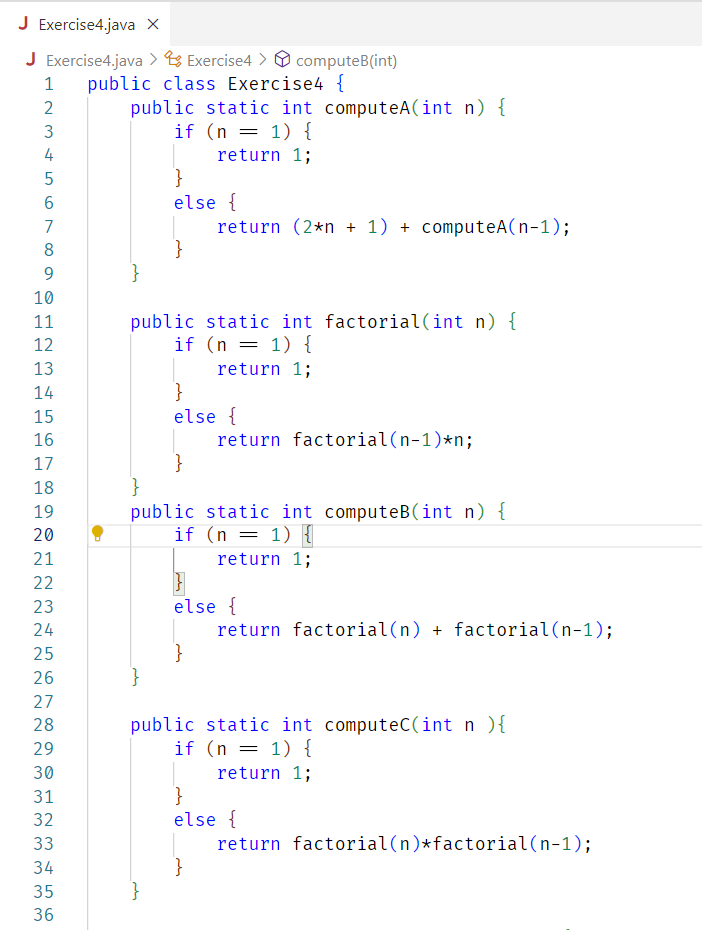 J Exercise4.java ×
J Exercise4.java > Exercise4 > computeB(int)
1 public class Exercise4 {
2 public static int computeA(int n) {
3 if (n == 1) {
4 return 1;
5 }
6 else {
7 return (2*n + 1) + computeA(n-1);
8 }
9 }
10
11 public static int factorial(int n) {
12 if (n == 1) {
13 return 1;
14 }
15 else {
16 return factorial(n-1)*n;
17 }
18 }
19 public static int computeB(int n) {
20 if (n == 1) {
21 return 1;
22 }
23 else {
24 return factorial(n) + factorial(n-1);
25 }
26 }
27
28 public static int computeC(int n ){
29 if (n == 1) {
30 return 1;
31 }
32 else {
33 return factorial(n)*factorial(n-1);
34 }
35 }
36